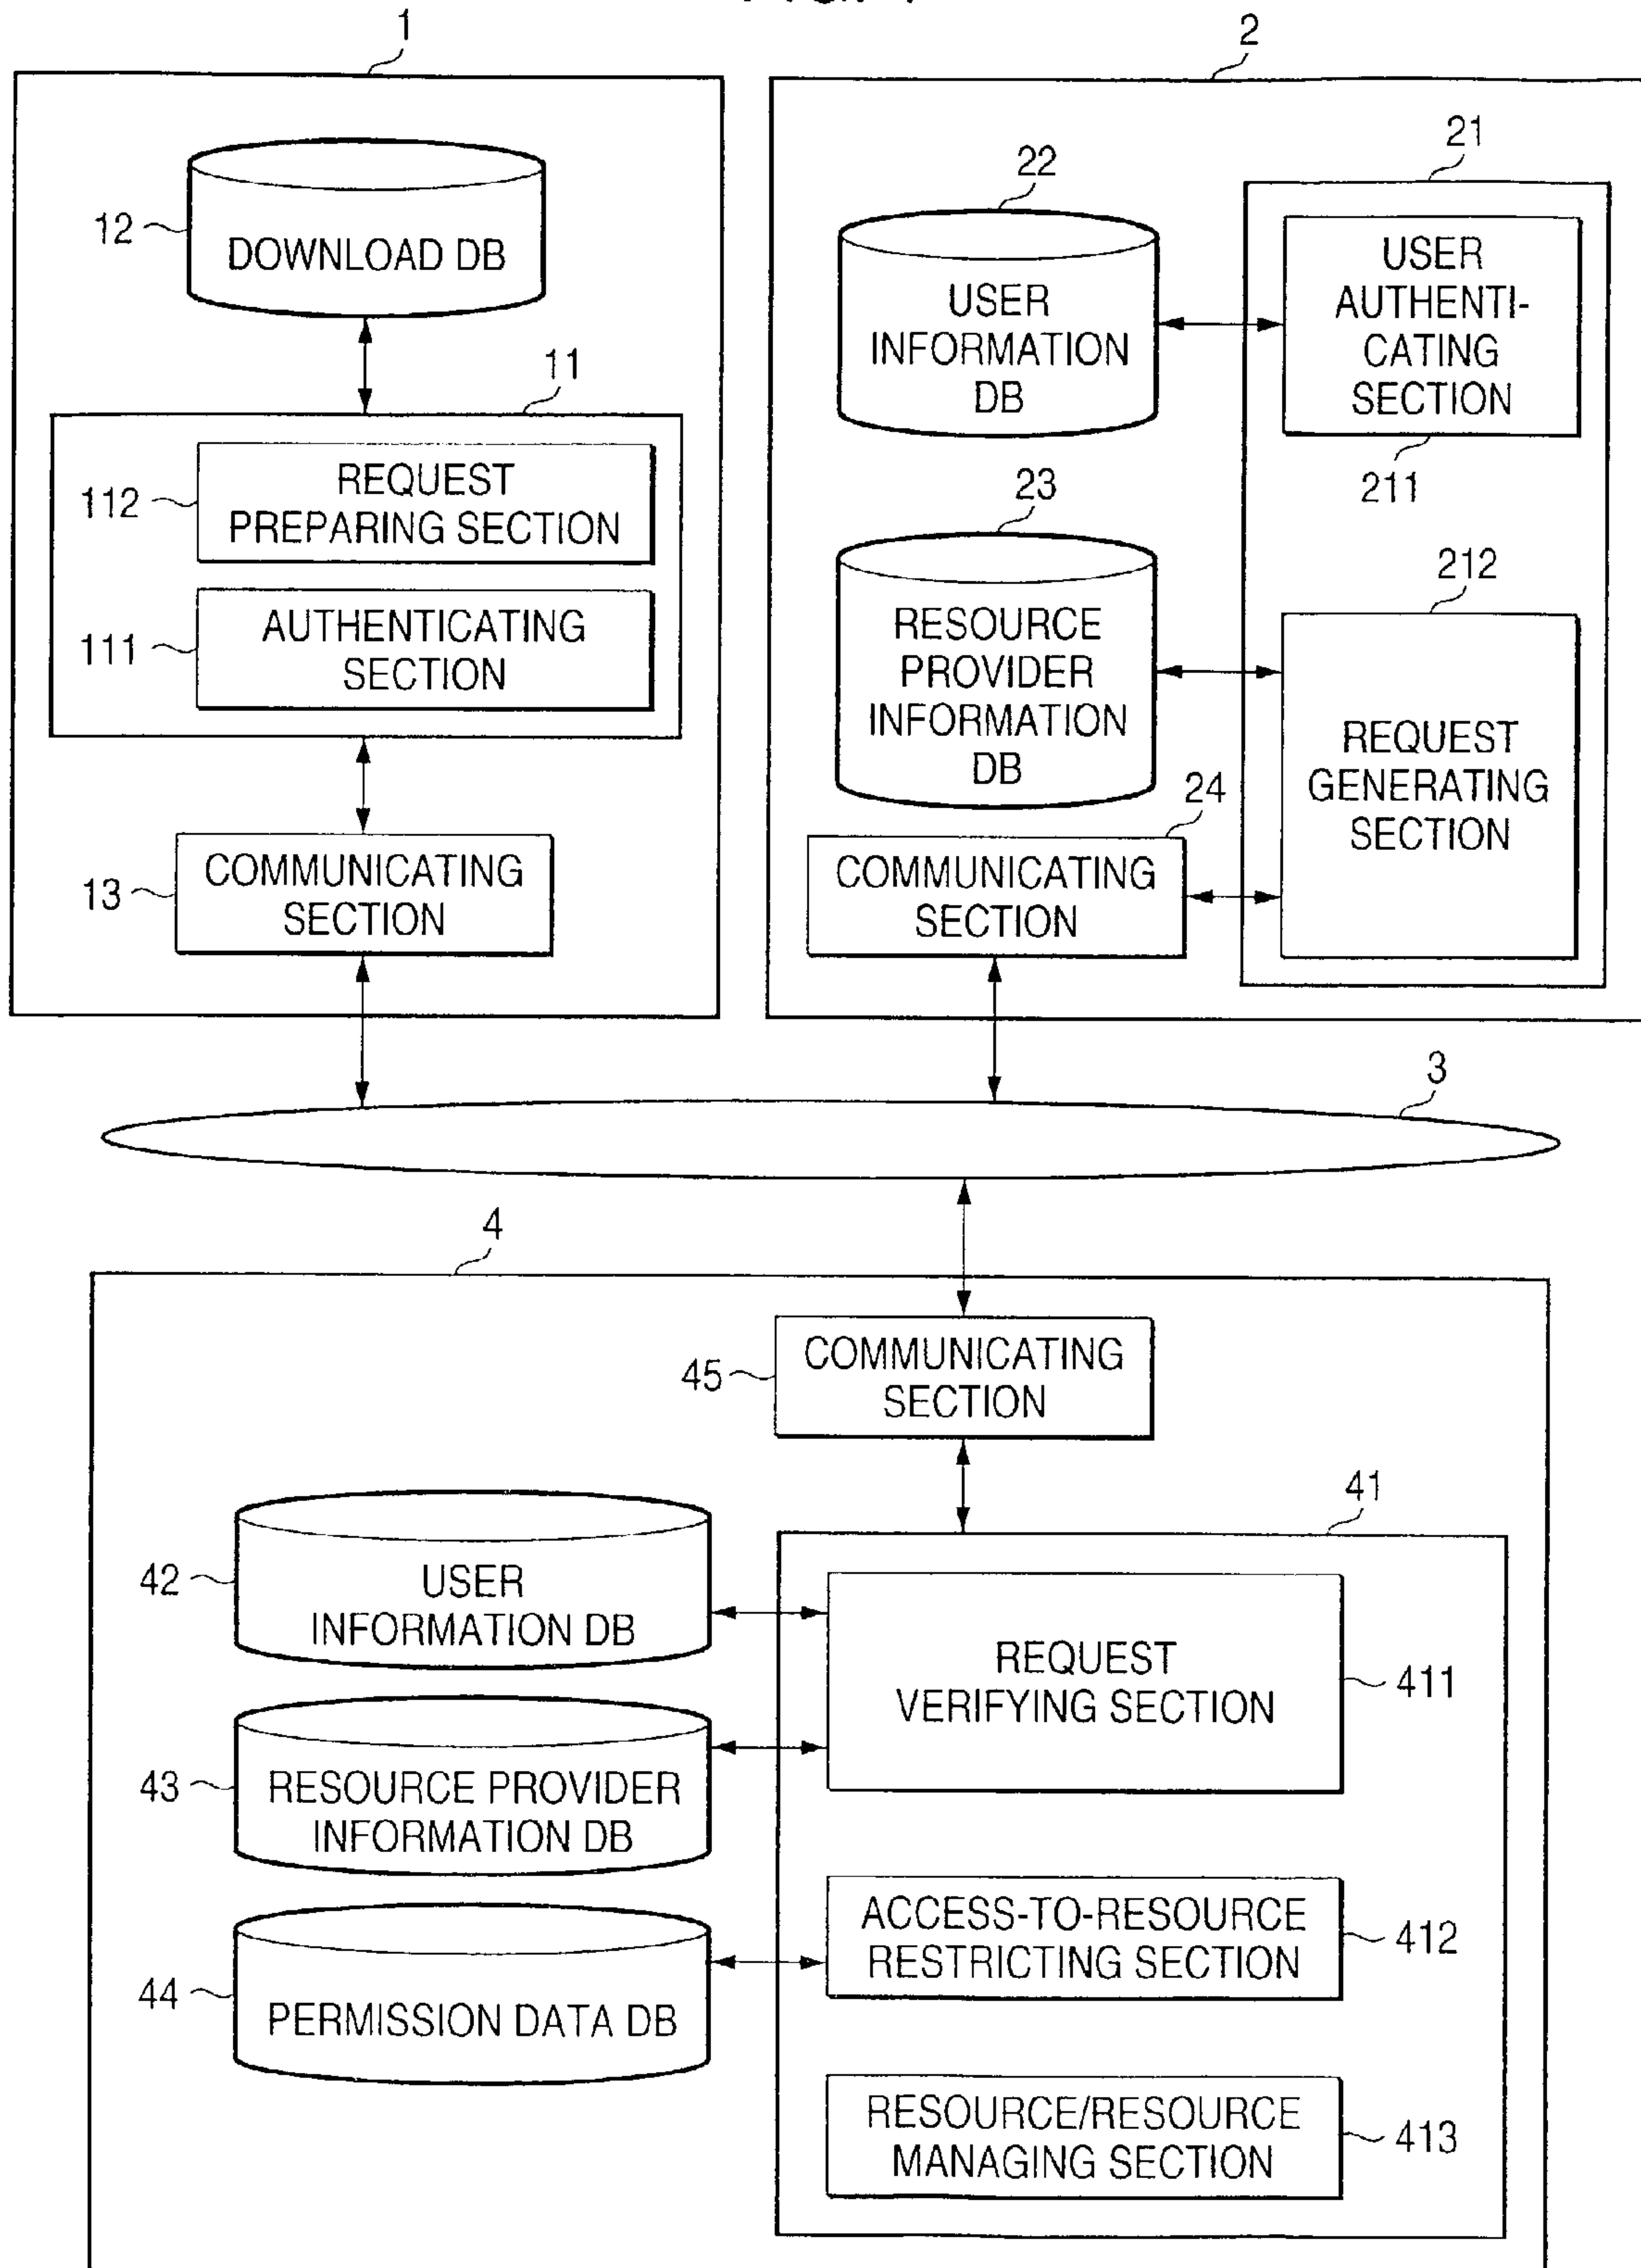 1
2
12
DOWNLOAD DB
11
112
REQUEST
PREPARING SECTION
111
AUTHENTICATING
SECTION
13
COMMUNICATING
SECTION
21
22
USER
INFORMATION
DB
USER
AUTHENTI-
CATING
SECTION
211
23
RESOURCE
PROVIDER
INFORMATION
DB
212
REQUEST
GENERATING
SECTION
24
COMMUNICATING
SECTION
3
4
45
COMMUNICATING
SECTION
41
42
USER
INFORMATION DB
REQUEST
VERIFYING SECTION
411
43
RESOURCE PROVIDER
INFORMATION DB
ACCESS-TO-RESOURCE
RESTRICTING SECTION
412
44
PERMISSION DATA DB
RESOURCE/RESOURCE
MANAGING SECTION
413